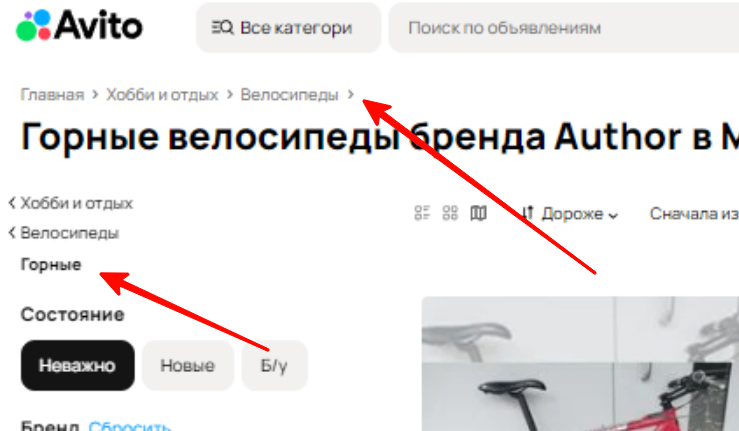 Avito
Все категори
Поиск по объявлениям
Главная > Хобби и отдых > Велосипеды >
Горные велосипеды бренда Author в М
< Хобби и отдых
< Велосипеды
Горные
Дороже
Сначала из
Состояние
Неважно Новые Б/у
Бренд Сбросить